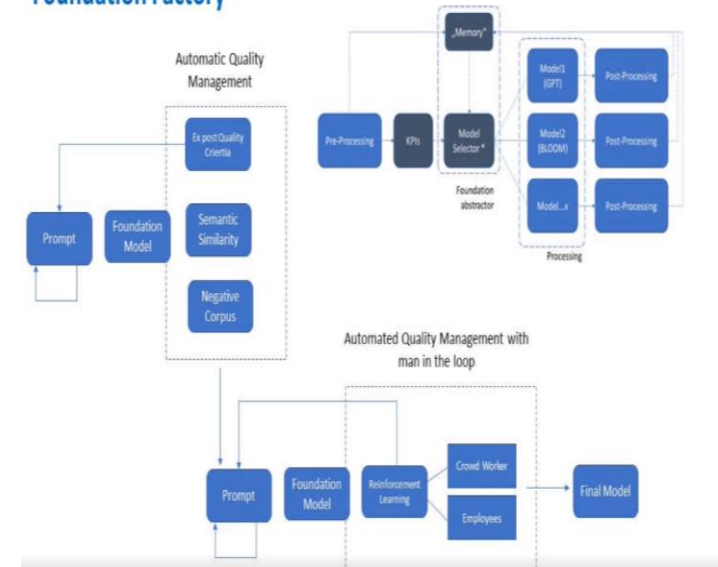 Foundation Factory
Automatic Quality
Management
Ex post Quality
Criertia
Prompt
Foundation
Model
Semantic
Similarity
Negative
Corpus
„Memory“
Pre-Processing
KPIs
Model
Selector *
Foundation
abstractor
Model1
(GPT)
Model2
(BLOOM)
Model...x
Processing
Post-Processing
Post-Processing
Post-Processing
Automated Quality Management with
man in the loop
Prompt
Foundation
Model
Reinforcement
Learning
Crowd Worker
Employees
Final Model